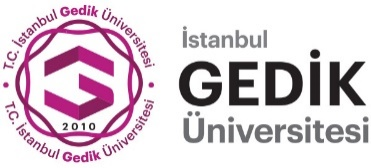 T.C. İstanbul Gedik Üniversitesi
T.C. İstanbul Gedik Üniversitesi
2010
İstanbul
GEDİK
Üniversitesi